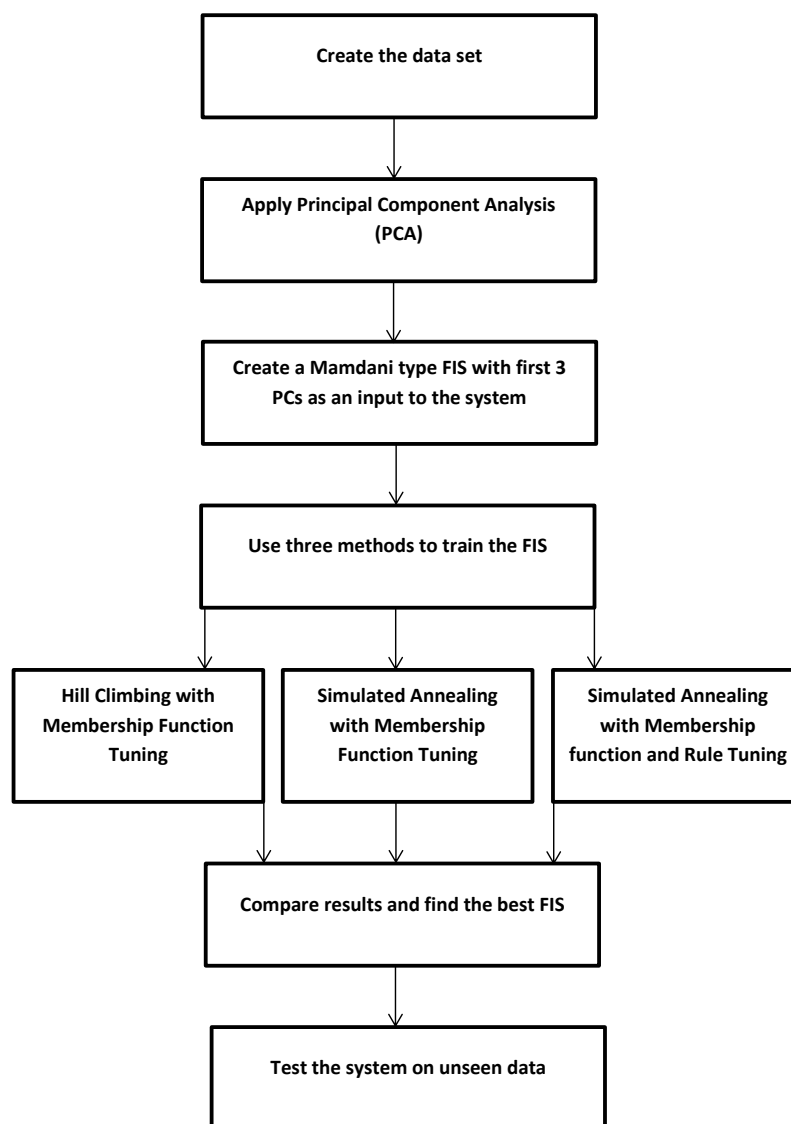 Create the data set
Apply Principal Component Analysis
(PCA)
Create a Mamdani type FIS with first 3
PCs as an input to the system
Use three methods to train the FIS
Hill Climbing with
Membership Function
Tuning
Simulated Annealing
with Membership
Function Tuning
Simulated Annealing
with Membership
function and Rule Tuning
Compare results and find the best FIS
Test the system on unseen data